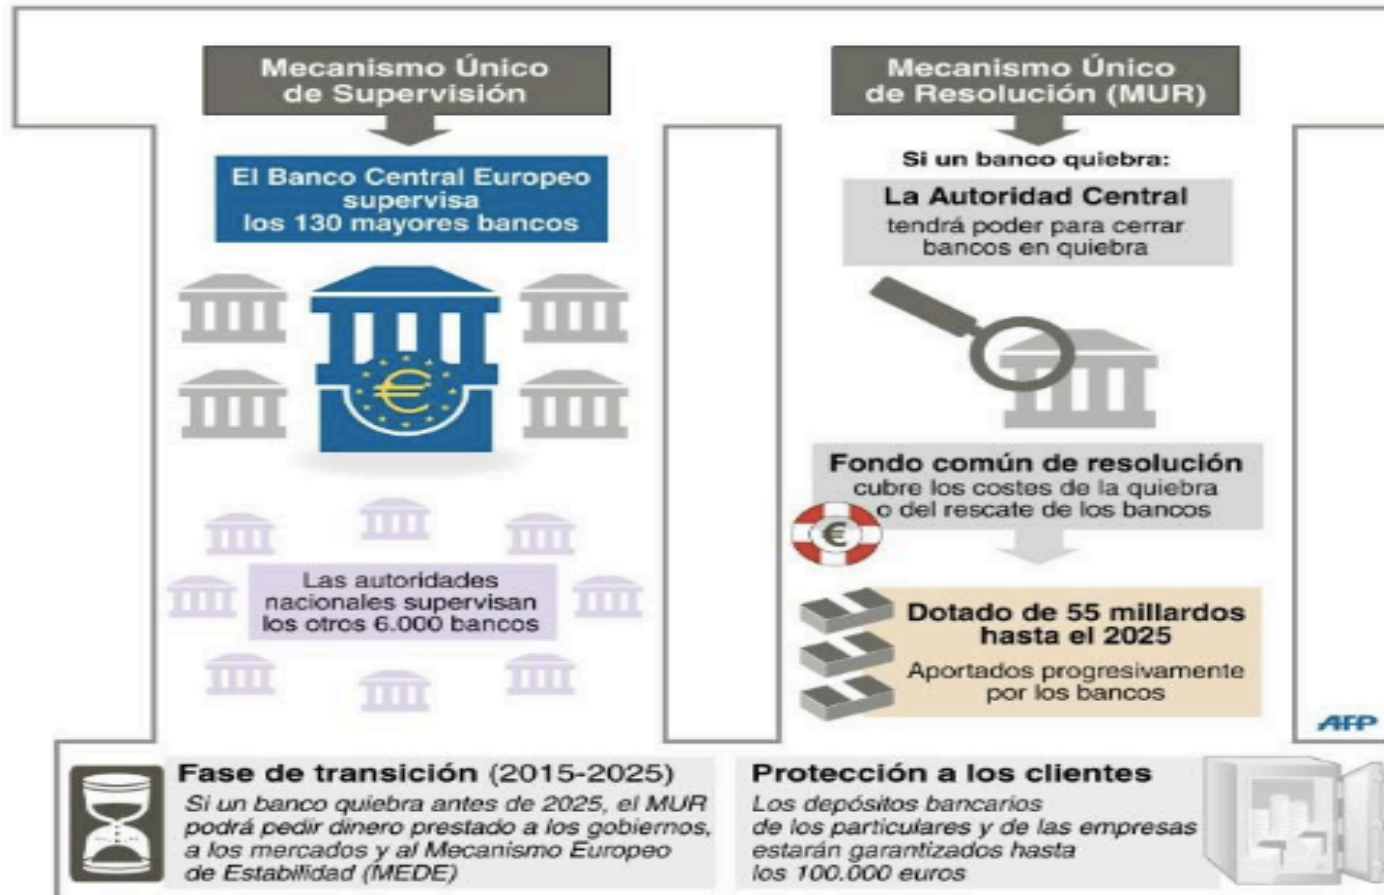 Mecanismo Único
de Supervisión
El Banco Central Europeo
supervisa
los 130 mayores bancos
€
Las autoridades
nacionales supervisan
los otros 6.000 bancos
Mecanismo Único
de Resolución (MUR)
Si un banco quiebra:
La Autoridad Central
tendrá poder para cerrar
bancos en quiebra
Fondo común de resolución
cubre los costes de la quiebra
o del rescate de los bancos
€
Dotado de 55 millardos
hasta el 2025
Aportados progresivamente
por los bancos
AFP
Fase de transición (2015-2025)
Si un banco quiebra antes de 2025, el MUR
podrá pedir dinero prestado a los gobiernos,
a los mercados y al Mecanismo Europeo
de Estabilidad (MEDE)
Protección a los clientes
Los depósitos bancarios
de los particulares y de las empresas
estarán garantizados hasta
los 100.000 euros